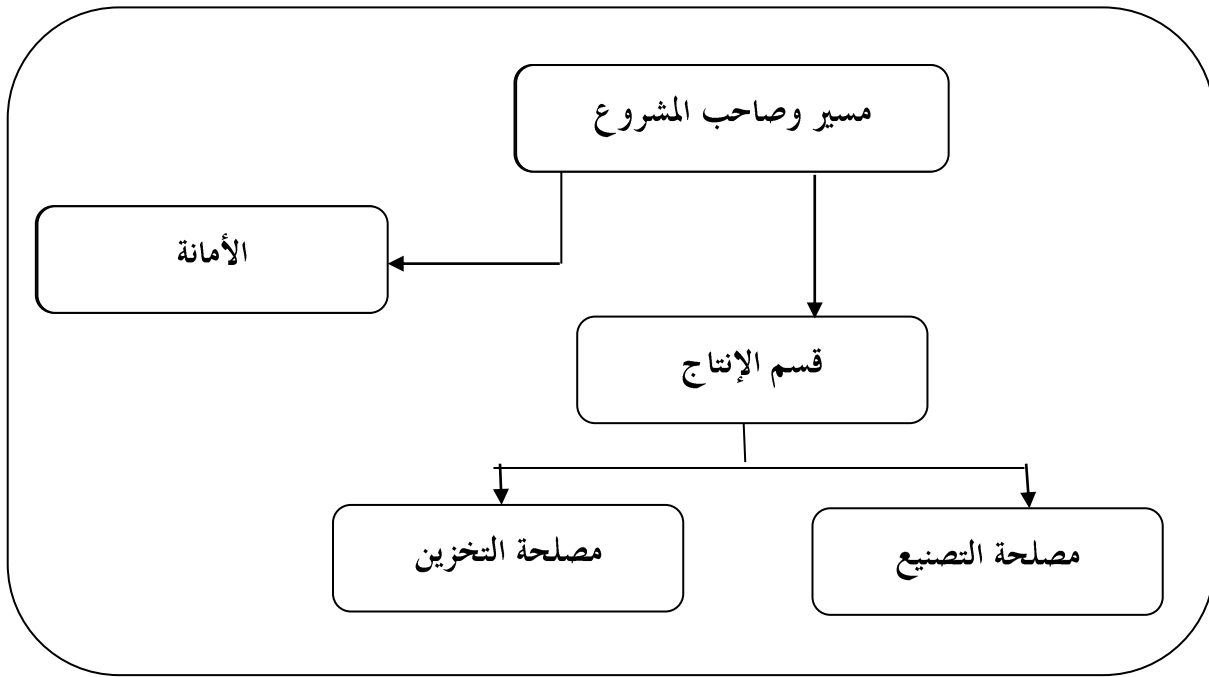 مسير وصاحب المشروع
الأمانة
قسم الإنتاج
مصلحة التصنيع
مصلحة التخزين